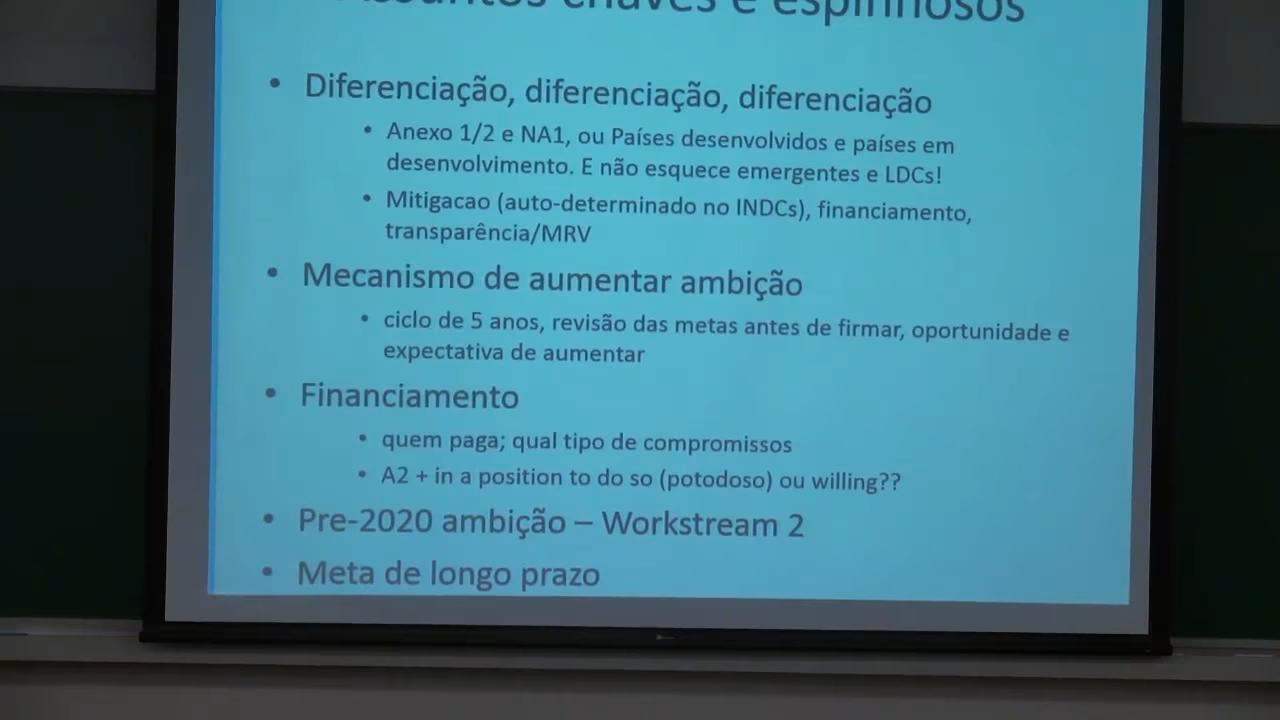 Assuntos chaves e espinhosos
• Diferenciação, diferenciação, diferenciação
• Anexo 1/2 e NA1, ou Países desenvolvidos e países em
desenvolvimento. E não esquece emergentes e LDCs!
• Mitigacao (auto-determinado no INDCs), financiamento,
transparência/MRV
• Mecanismo de aumentar ambição
• ciclo de 5 anos, revisão das metas antes de firmar, oportunidade e
expectativa de aumentar
• Financiamento
• quem paga; qual tipo de compromissos
• A2 + in a position to do so (potodoso) ou willing??
• Pre-2020 ambição – Workstream 2
• Meta de longo prazo